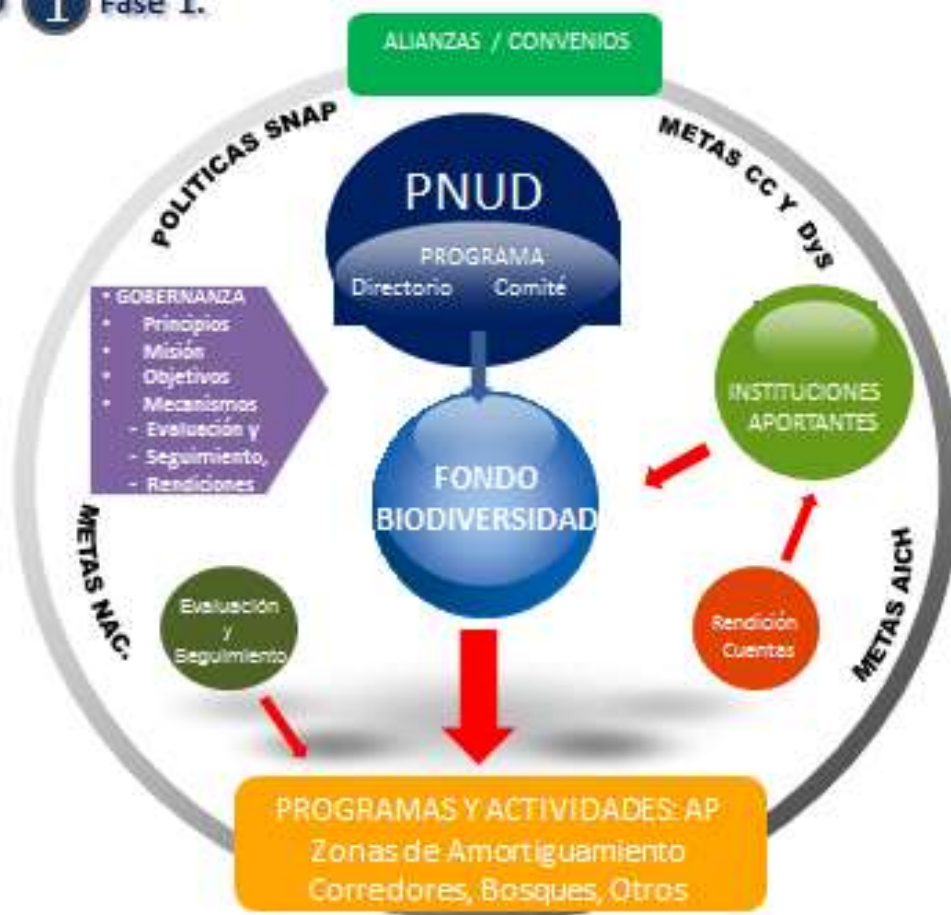 1 Fase 1.
ALIANZAS / CONVENIOS
POLITICAS SNAP
METAS CC Y DyS
PNUD
PROGRAMA
Directorio Comité
• GOBERNANZA
• Principios
• Misión
• Objetivos
• Mecanismos
- Evaluación y
- Seguimiento,
- Rendiciones
INSTITUCIONES
APORTANTES
FONDO
BIODIVERSIDAD
METAS NAC.
METAS AICH
Evaluación
y
Seguimiento
Rendición
Cuentas
PROGRAMAS Y ACTIVIDADES: AP
Zonas de Amortiguamiento
Corredores, Bosques, Otros